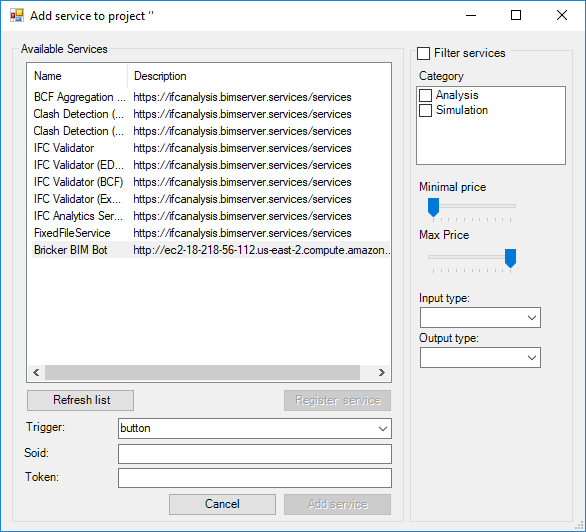 Add service to project ''
Available Services
Name Description
BCF Aggregation ... https://ifcanalysis.bimserver.services/services
Clash Detection (... https://ifcanalysis.bimserver.services/services
Clash Detection (... https://ifcanalysis.bimserver.services/services
IFC Validator https://ifcanalysis.bimserver.services/services
IFC Validator (ED... https://ifcanalysis.bimserver.services/services
IFC Validator (BCF) https://ifcanalysis.bimserver.services/services
IFC Validator (Ex... https://ifcanalysis.bimserver.services/services
IFC Analytics Ser... https://ifcanalysis.bimserver.services/services
FixedFileService https://ifcanalysis.bimserver.services/services
Bricker BIM Bot http://ec2-18-218-56-112.us-east-2.compute.amazon...
Refresh list
Register service
Trigger: button
Soid:
Token:
Cancel
Add service
Filter services
Category
Analysis
Simulation
Minimal price
Max Price
Input type:
Output type: